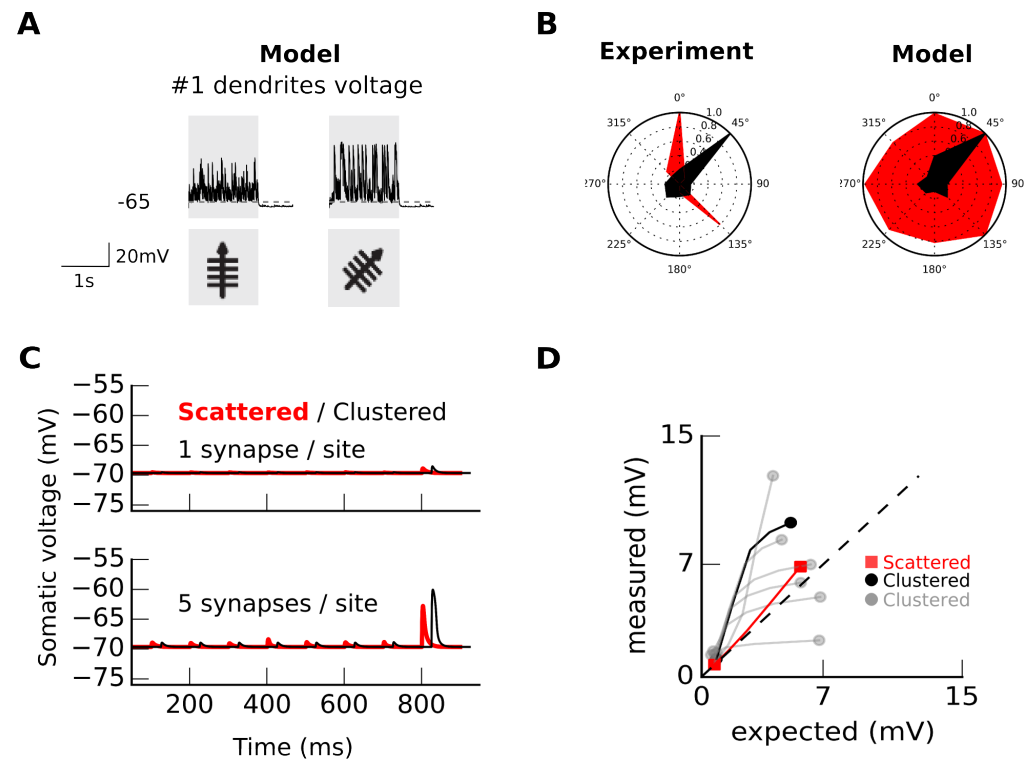 A
Model
#1 dendrites voltage
-65
20mV
1s
B
Experiment
Model
0°
45°
90
135°
180°
225°
270°
315°
1.0
0.8
0.6
0.4
0°
45°
90
135°
180°
225°
270°
315°
1.0
0.8
0.6
C
Somatic voltage (mV)
−55
−60
−65
−70
−75
Scattered / Clustered
1 synapse / site
−55
−60
−65
−70
−75
5 synapses / site
200 400 600 800
Time (ms)
D
measured (mV)
15
7
0
Scattered
Clustered
Clustered
0 7 15
expected (mV)